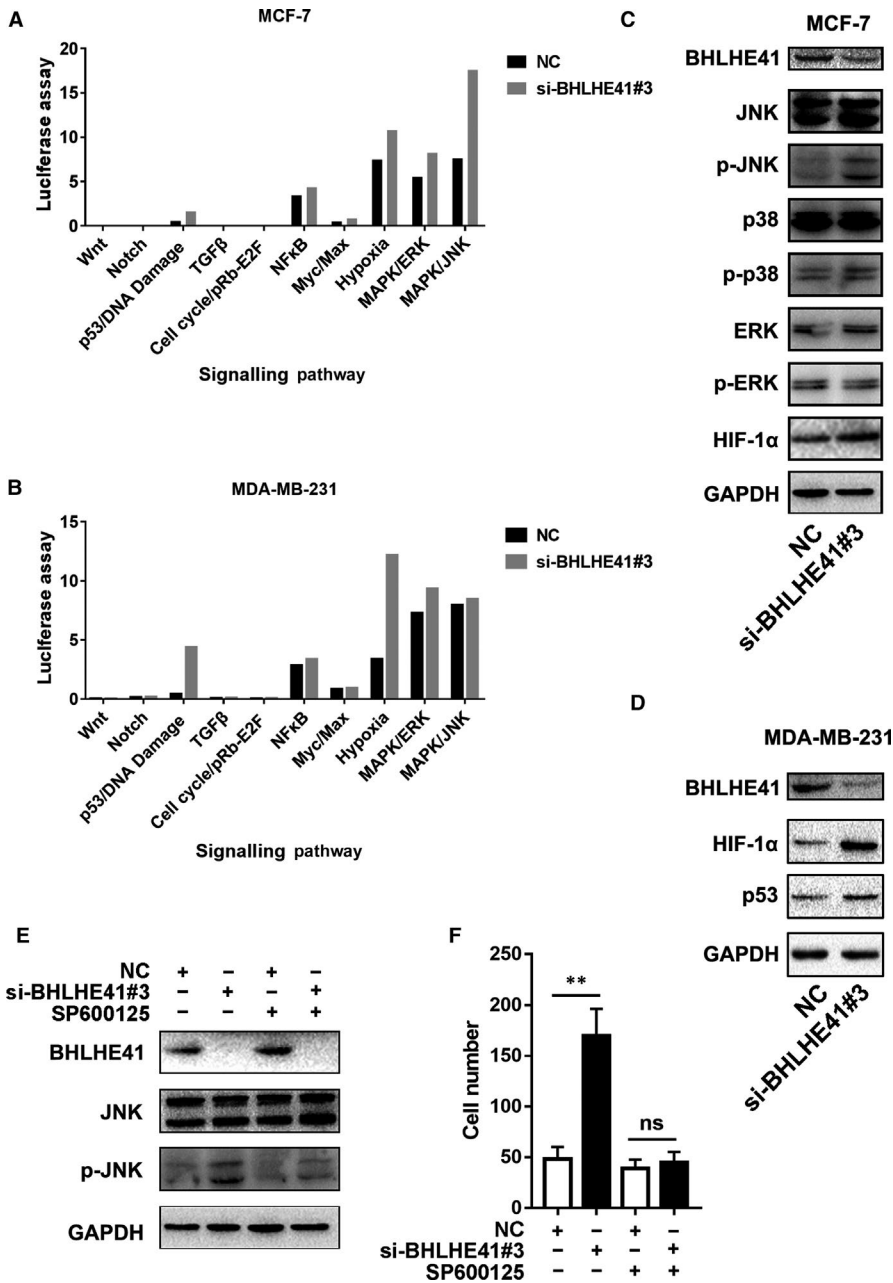 A
MCF-7
Luciferase assay
20
15
10
5
0
NC
si-BHLHE41#3
Wnt
Notch
p53/DNA Damage
TGFβ
Cell cycle/pRb-E2F
NFκB
Myc/Max
Hypoxia
MAPK/ERK
MAPK/JNK
Signalling pathway
B
MDA-MB-231
Luciferase assay
15
10
5
0
NC
si-BHLHE41#3
Wnt
Notch
p53/DNA Damage
TGFβ
Cell cycle/pRb-E2F
NFκB
Myc/Max
Hypoxia
MAPK/ERK
MAPK/JNK
Signalling pathway
C
MCF-7
BHLHE41
JNK
p-JNK
p38
p-p38
ERK
p-ERK
HIF-1α
GAPDH
NC
si-BHLHE41#3
D
MDA-MB-231
BHLHE41
HIF-1α
p53
GAPDH
NC
si-BHLHE41#3
E
NC + – + –
si-BHLHE41#3 – + – +
SP600125 – – + +
BHLHE41
JNK
p-JNK
GAPDH
F
Cell number
250
200
150
100
50
0
**
ns
NC + – + –
si-BHLHE41#3 – + – +
SP600125 – – + +